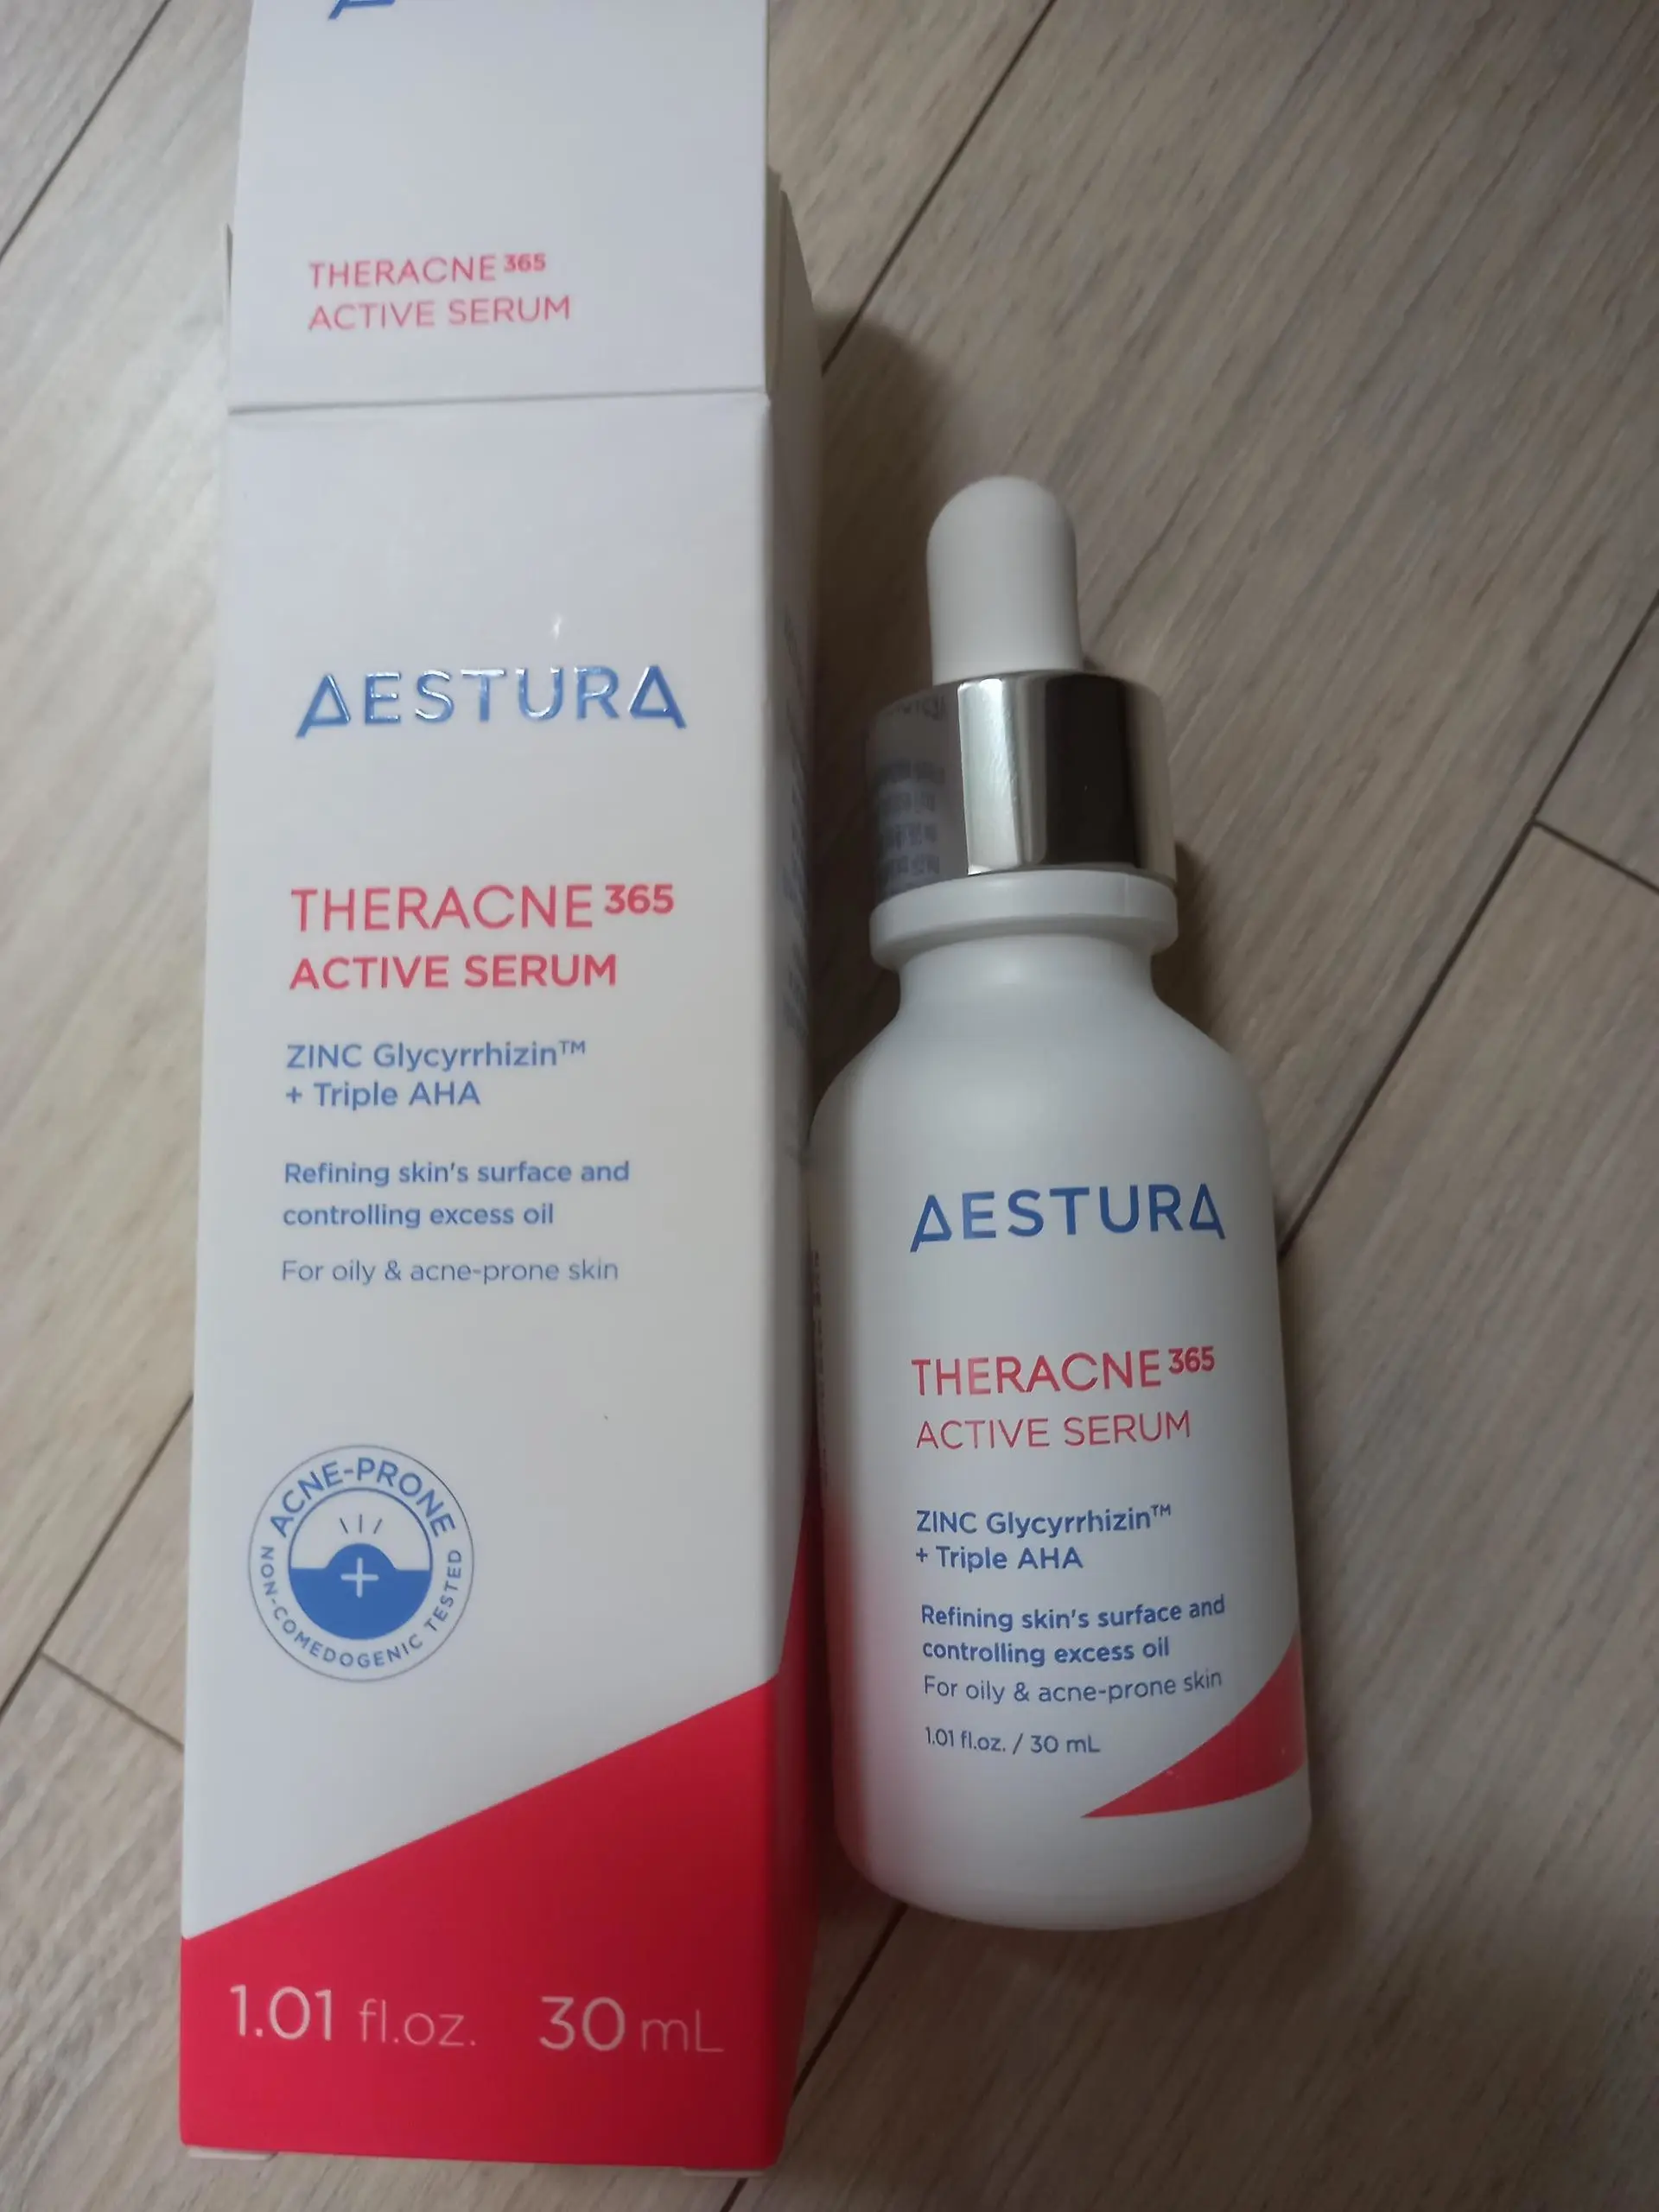 THERACNE 365
ACTIVE SERUM
AESTURA
THERACNE 365
ACTIVE SERUM
ZINC Glycyrrhizin™
+ Triple AHA
Refining skin's surface and
controlling excess oil
For oily & acne-prone skin
ACNE-PRONE
NON-COMEDOGENIC TESTED
1.01 fl.oz. 30 mL
AESTURA
THERACNE 365
ACTIVE SERUM
ZINC Glycyrrhizin™
+ Triple AHA
Refining skin's surface and
controlling excess oil
For oily & acne-prone skin
1.01 fl.oz. / 30 mL